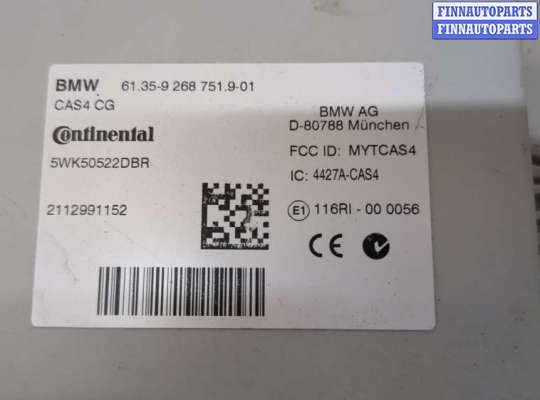 FINNAUTOPARTS
FINNAUTOPARTS
BMW 61.35-9 268 751.9-01
CAS4 CG
Continental
5WK50522DBR
2112991152
BMW AG
D-80788 München
FCC ID: MYTCAS4
IC: 4427A-CAS4
E1 116RI - 00 0056
CE